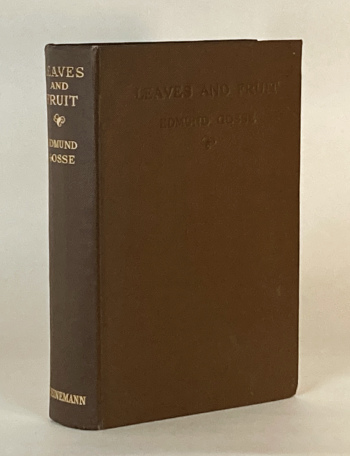 LEAVES
AND
FRUIT
EDMUND
GOSSE
HEINEMANN
LEAVES AND FRUIT
EDMUND GOSSE